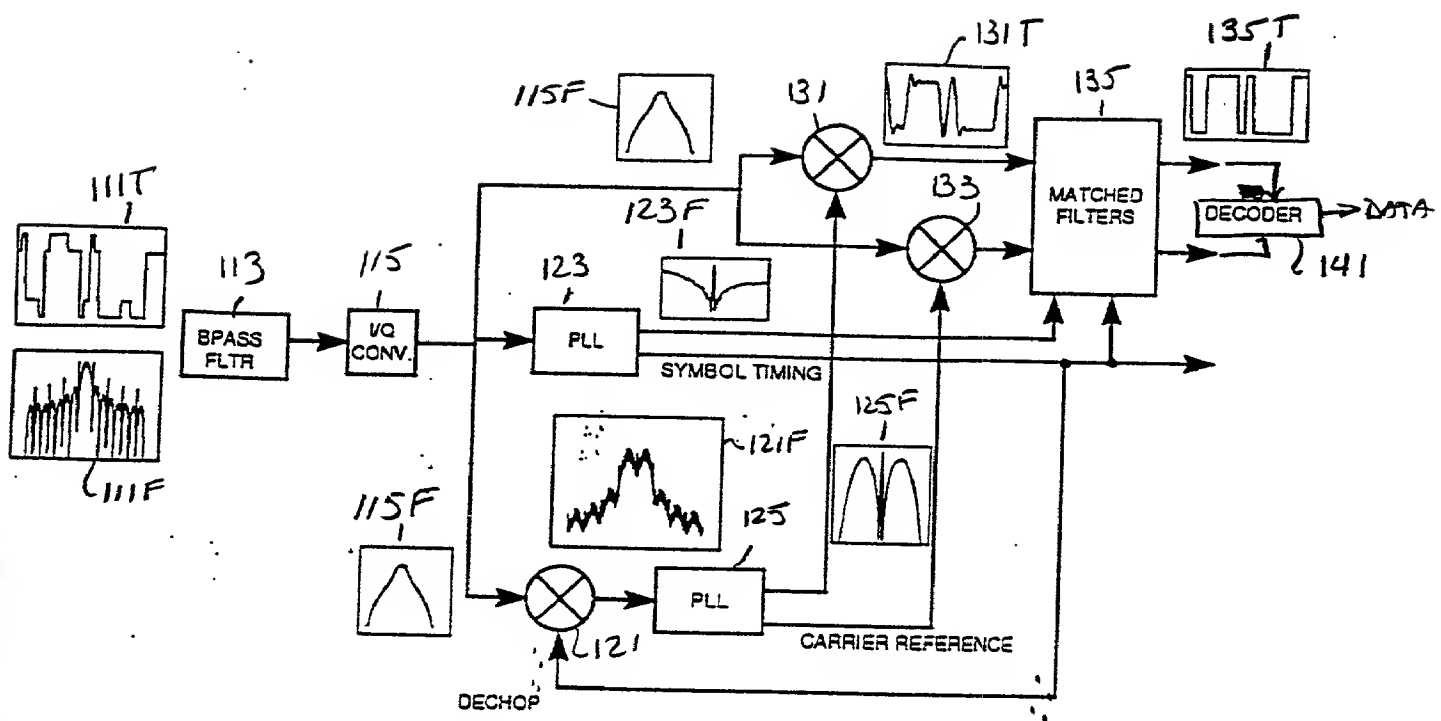 131T
135T
115F
131
135
111T
123F
133
MATCHED
FILTERS
DECODER
DATA
113
115
123
141
BPASS
FLTR
I/Q
CONV.
PLL
SYMBOL TIMING
125F
121F
111F
115F
125
PLL
121
CARRIER REFERENCE
DECHOP